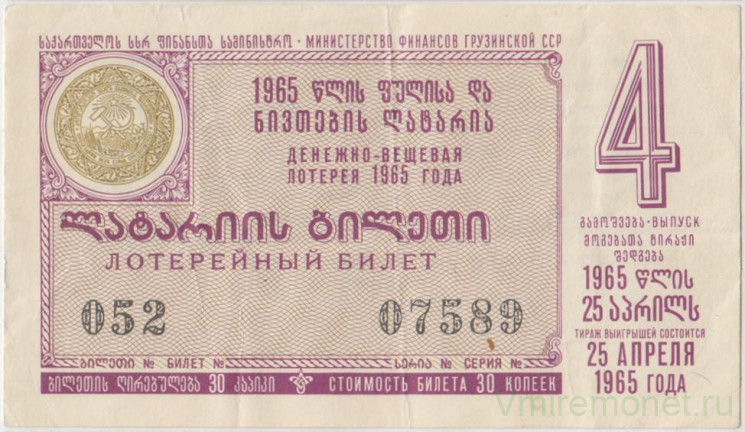 საქართველოს სსრ ფინანსთა სამინისტრო - МИНИСТЕРСТВО ФИНАНСОВ ГРУЗИНСКОЙ ССР
1965 წლის ფულისა და
ნივთების ლატარია
ДЕНЕЖНО-ВЕЩЕВАЯ
ЛОТЕРЕЯ 1965 ГОДА
ლატარიის ბილეთი
ЛОТЕРЕЙНЫЙ БИЛЕТ
052 07589
ბილეთი № БИЛЕТ № სერია № СЕРИЯ №
ბილეთის ღირებულება 30 კაპიკი СТОИМОСТЬ БИЛЕТА 30 КОПЕЕК
4
გამოშვება-ВЫПУСК
მოგებათა ტირაჟი
შედგება
1965 წლის
25 აპრილს
ТИРАЖ ВЫИГРЫШЕЙ СОСТОИТСЯ
25 АПРЕЛЯ
1965 ГОДА
vmiremonet.ru